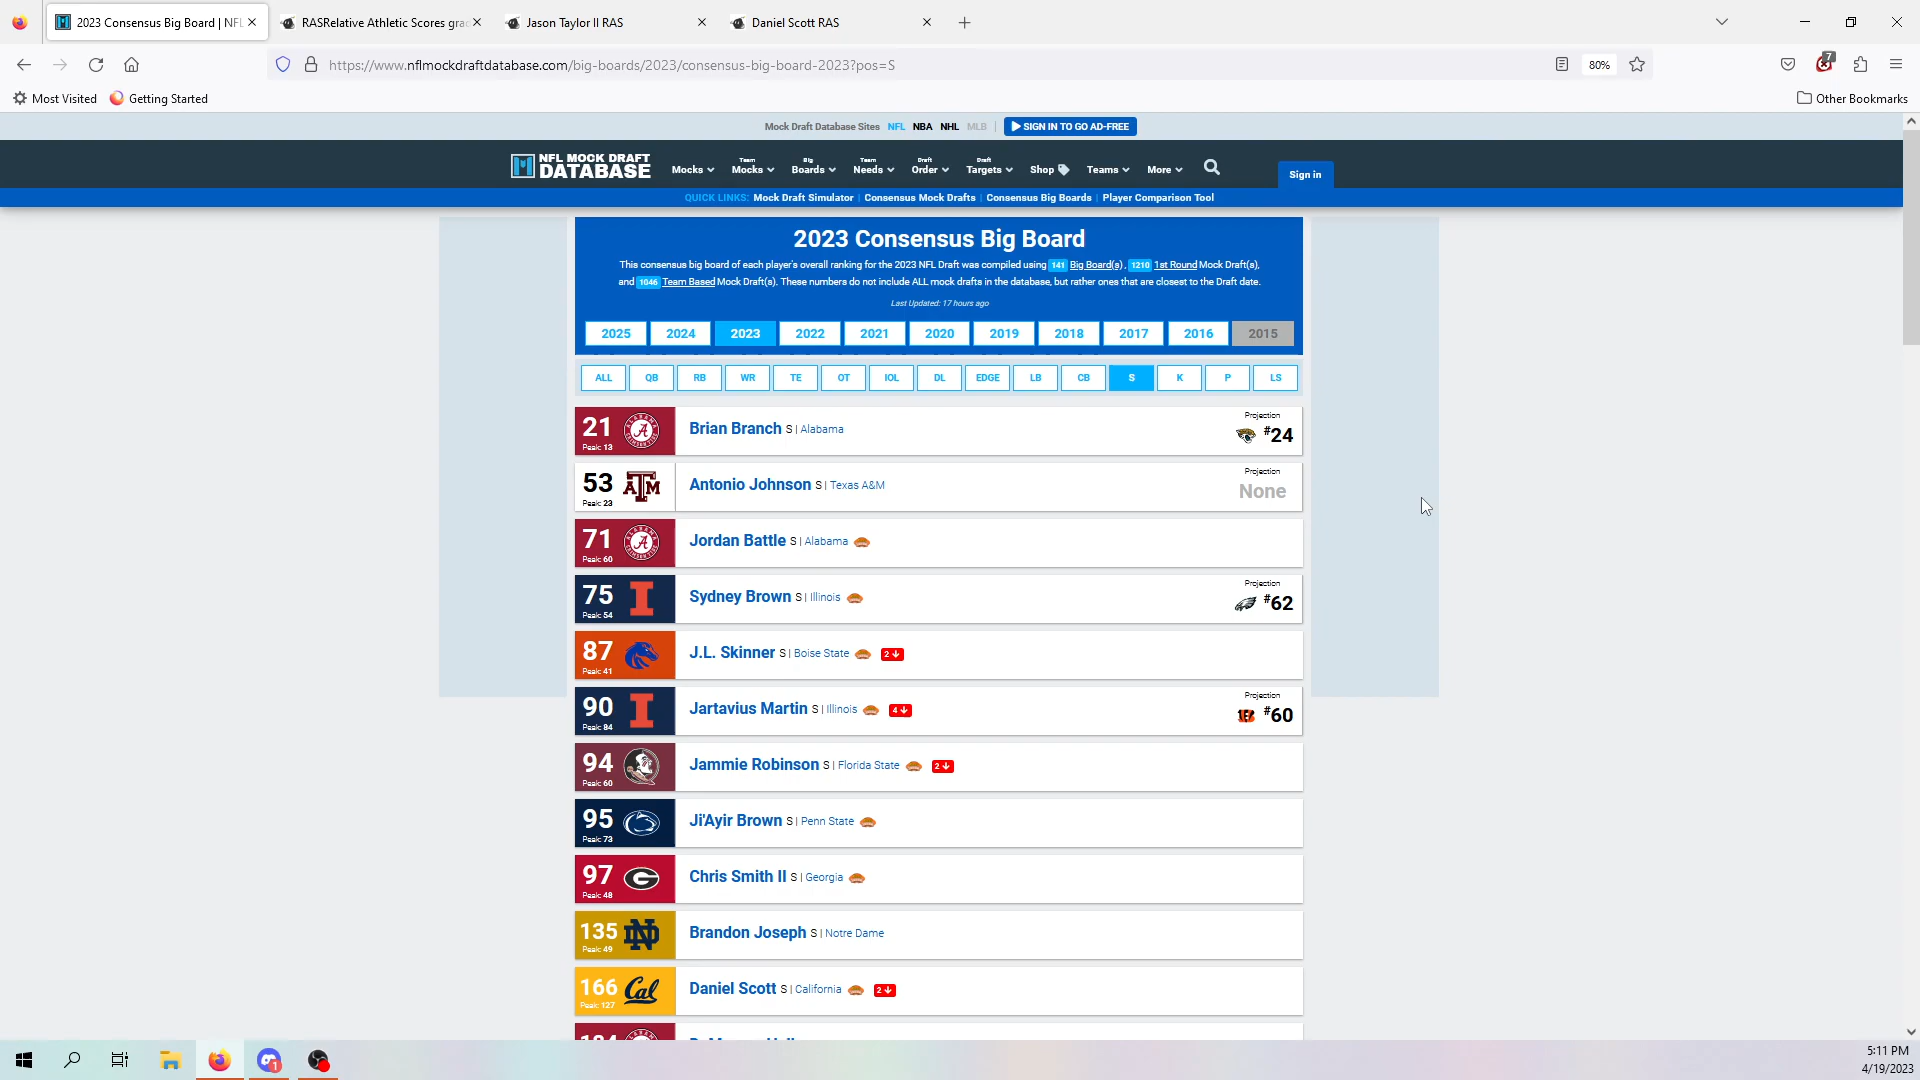 2023 Consensus Big Board | NFL
RASRelative Athletic Scores grad
Jason Taylor II RAS
Daniel Scott RAS
https://www.nflmockdraftdatabase.com/big-boards/2023/consensus-big-board-2023?pos=S
80%
7
Most Visited
Getting Started
Other Bookmarks
Mock Draft Database Sites NFL NBA NHL MLB | SIGN IN TO GO AD-FREE
NFL MOCK DRAFT
DATABASE
Mocks
Team
Mocks
Big
Boards
Team
Needs
Draft
Order
Draft
Targets
Shop
Teams
More
Sign in
QUICK LINKS: Mock Draft Simulator | Consensus Mock Drafts | Consensus Big Boards | Player Comparison Tool
2023 Consensus Big Board
This consensus big board of each player's overall ranking for the 2023 NFL Draft was compiled using 141 Big Board(s), 1210 1st Round Mock Draft(s),
and 1046 Team Based Mock Draft(s). These numbers do not include ALL mock drafts in the database, but rather ones that are closest to the Draft date.
Last Updated: 17 hours ago
2025 2024 2023 2022 2021 2020 2019 2018 2017 2016 2015
ALL QB RB WR TE OT IOL DL EDGE LB CB S K P LS
21
Peak: 13
Brian Branch S | Alabama
Projection
#24
53
Peak: 23
Antonio Johnson S | Texas A&M
Projection
None
71
Peak: 60
Jordan Battle S | Alabama
75
Peak: 54
Sydney Brown S | Illinois
Projection
#62
87
Peak: 41
J.L. Skinner S | Boise State 2
90
Peak: 84
Jartavius Martin S | Illinois 4
Projection
#60
94
Peak: 60
Jammie Robinson S | Florida State 2
95
Peak: 73
Ji'Ayir Brown S | Penn State
97
Peak: 48
Chris Smith II S | Georgia
135
Peak: 49
Brandon Joseph S | Notre Dame
166
Peak: 127
Cal
Daniel Scott S | California 2
5:11 PM
4/19/2023